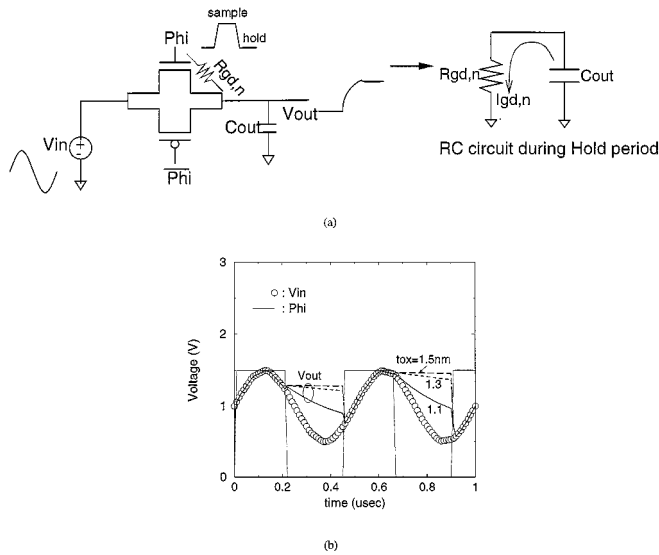 sample
hold
Phi
Rgd,n
Vin
+
-
Cout
Vout
Phi
Rgd,n
Igd,n
Cout
RC circuit during Hold period
(a)
Voltage (V)
3
2
1
0
o : Vin
— : Phi
Vout
tox=1.5nm
1.3
1.1
0 0.2 0.4 0.6 0.8 1
time (usec)
(b)